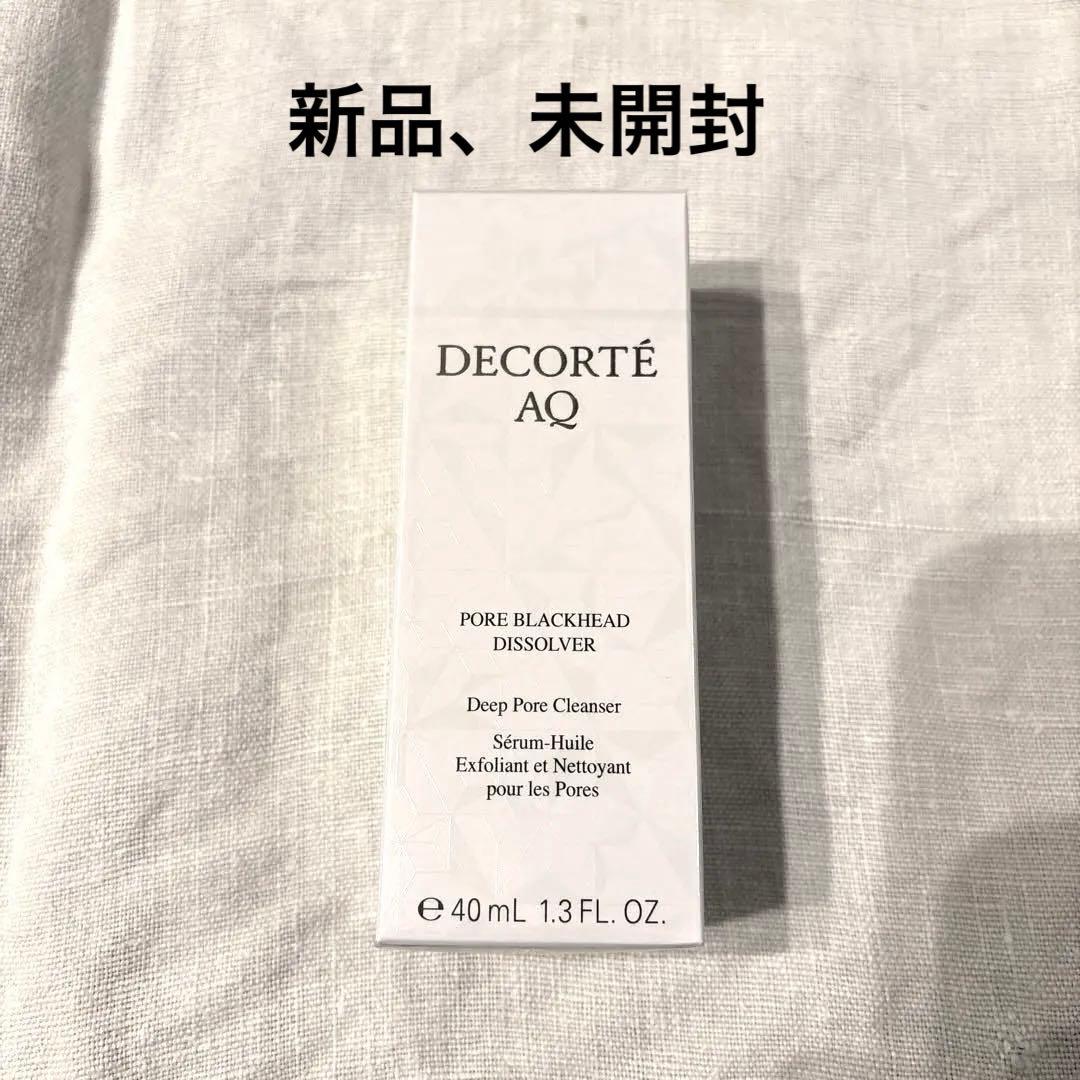 新品、未開封
DECORTÉ
AQ
PORE BLACKHEAD
DISSOLVER
Deep Pore Cleanser
Sérum-Huile
Exfoliant et Nettoyant
pour les Pores
℮ 40 mL 1.3 FL. OZ.